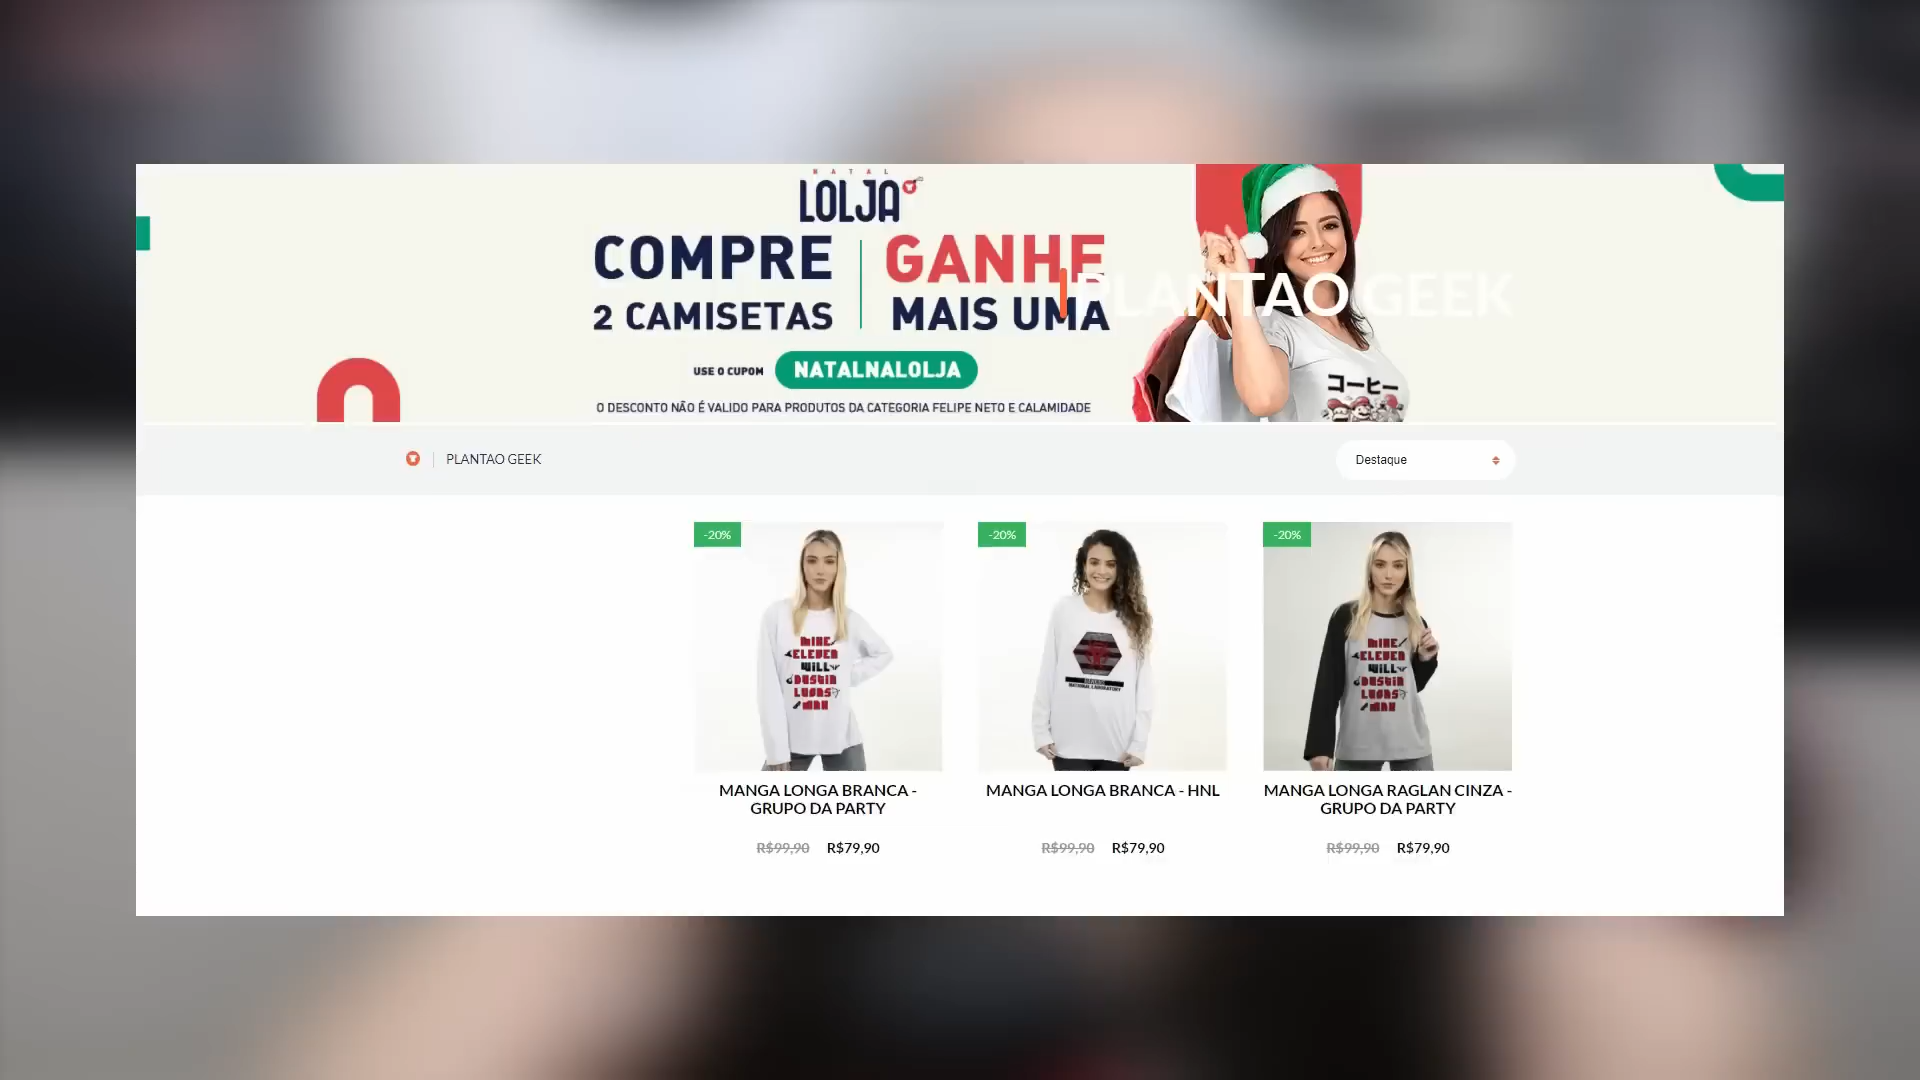 NATAL
LOLJA
COMPRE
2 CAMISETAS
GANHE
MAIS UMA
PLANTAO GEEK
USE O CUPOM
NATALNALOLJA
O DESCONTO NÃO É VALIDO PARA PRODUTOS DA CATEGORIA FELIPE NETO E CALAMIDADE
コーヒー
PLANTAO GEEK
Destaque
-20%
-20%
-20%
MIKE
ELEVEN
WILL
DUSTIN
LUCAS
MAX
NATIONAL LABORATORY
MIKE
ELEVEN
WILL
DUSTIN
LUCAS
MAX
MANGA LONGA BRANCA -
GRUPO DA PARTY
MANGA LONGA BRANCA - HNL
MANGA LONGA RAGLAN CINZA -
GRUPO DA PARTY
R$99,90 R$79,90
R$99,90 R$79,90
R$99,90 R$79,90